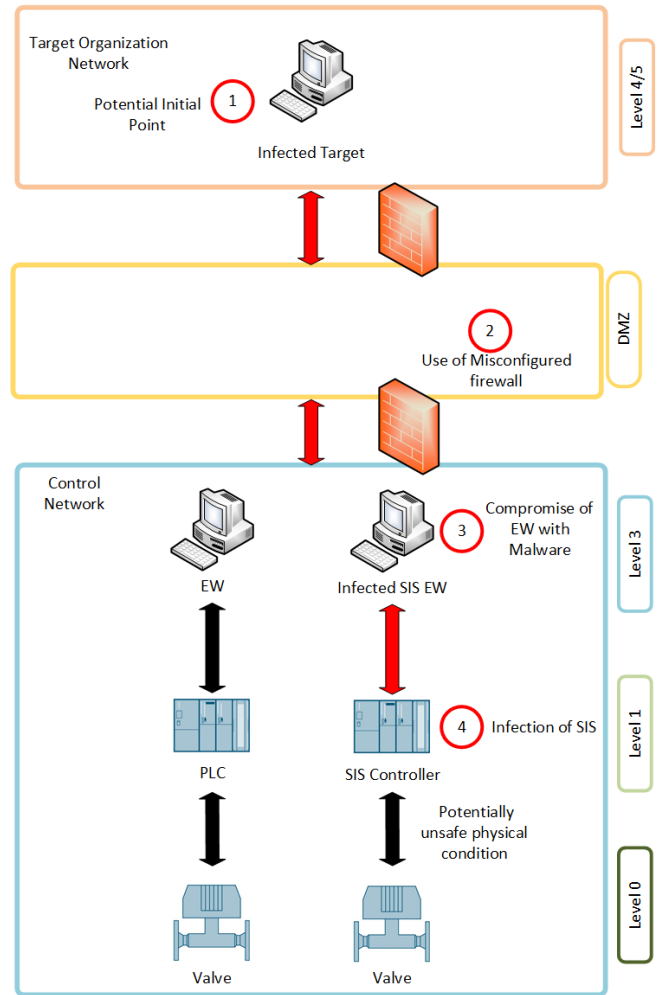 Target Organization
Network
Potential Initial
Point
1
Infected Target
Level 4/5
2
Use of Misconfigured
firewall
DMZ
Control
Network
3
Compromise of
EW with
Malware
EW
Infected SIS EW
Level 3
4
Infection of SIS
PLC
SIS Controller
Level 1
Potentially
unsafe physical
condition
Valve
Valve
Level 0